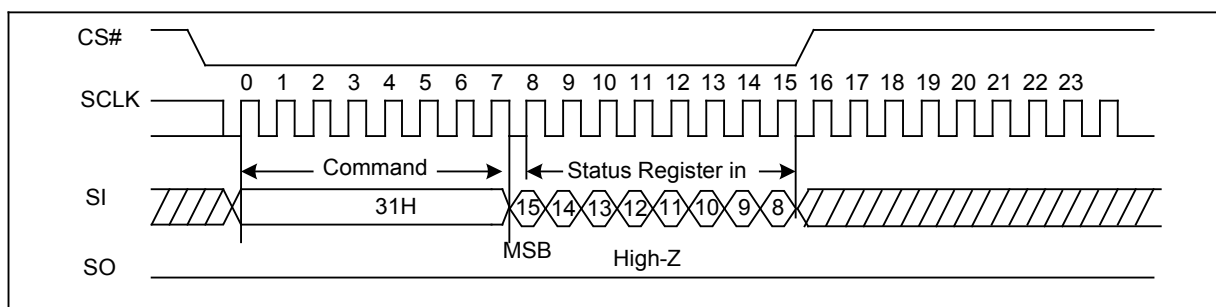 CS#
0 1 2 3 4 5 6 7 8 9 10 11 12 13 14 15 16 17 18 19 20 21 22 23
SCLK
Command Status Register in
SI 31H 15 14 13 12 11 10 9 8
MSB High-Z
SO